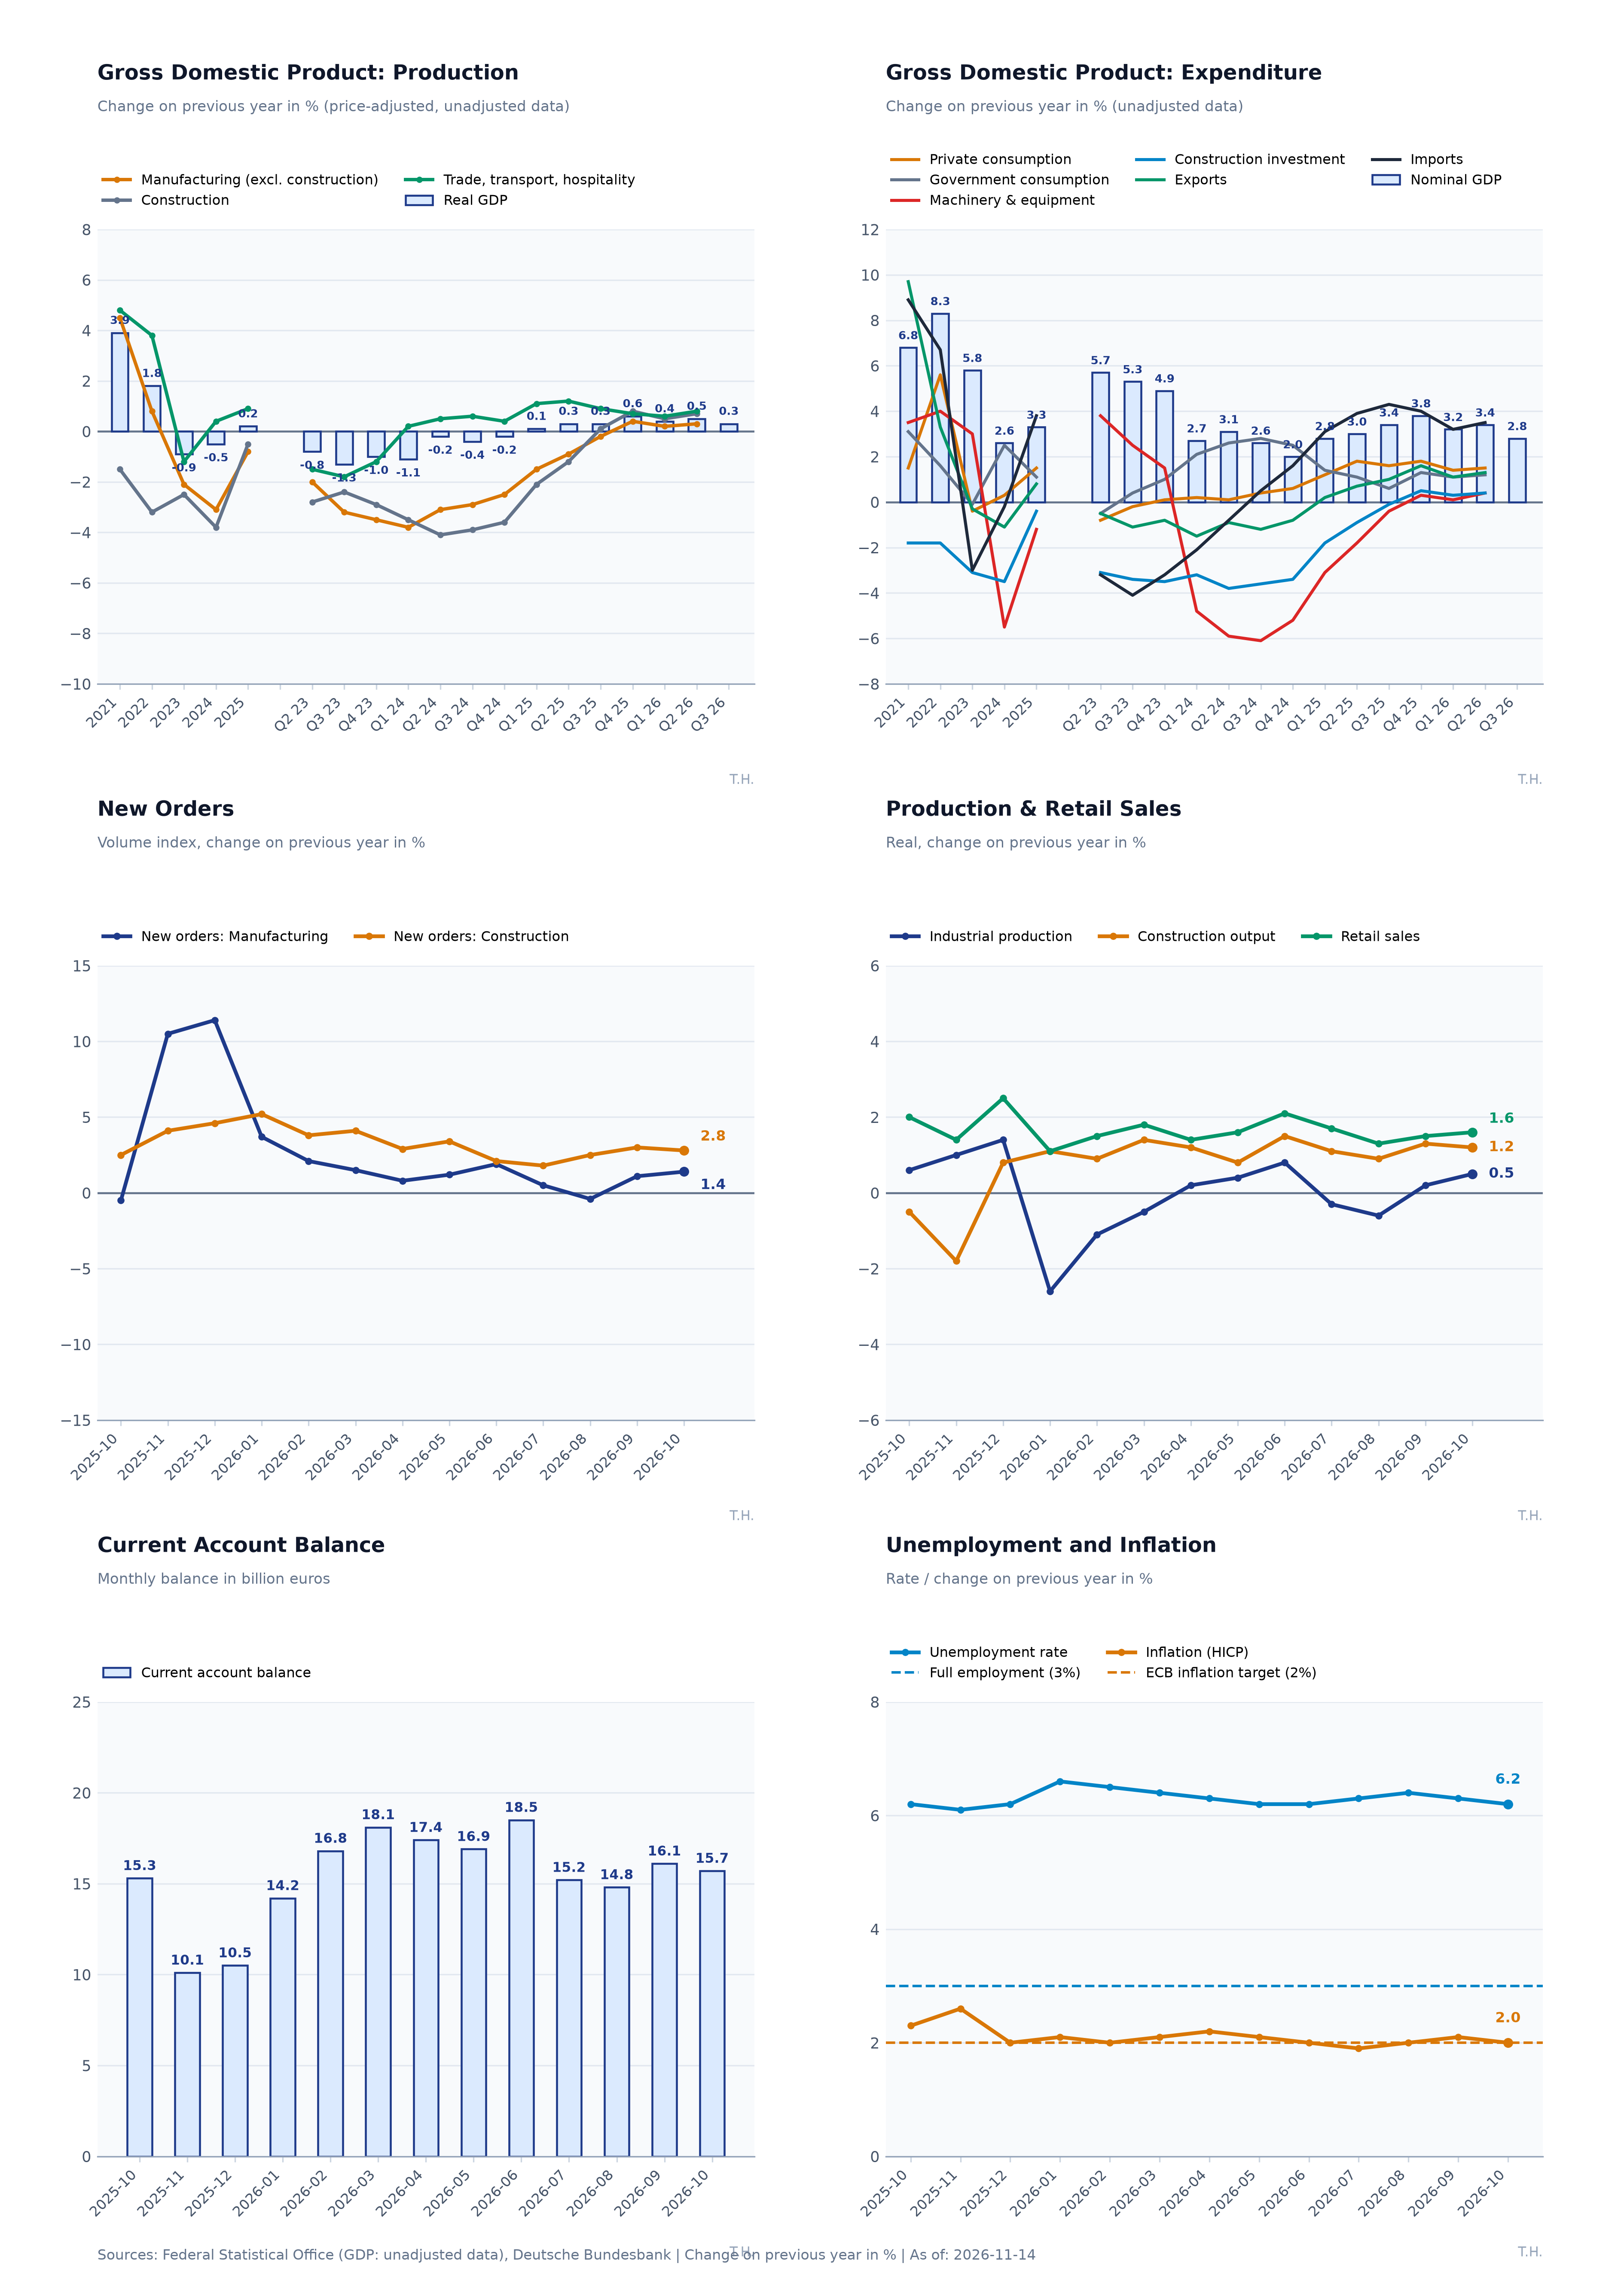 Gross Domestic Product: Production
Change on previous year in % (price-adjusted, unadjusted data)
Manufacturing (excl. construction)
Trade, transport, hospitality
Construction
Real GDP
8
6
4
2
0
−2
−4
−6
−8
−10
3.9
1.8
-0.9
-0.5
0.2
-0.8
-1.3
-1.0
-1.1
-0.2
-0.4
-0.2
0.1
0.3
0.3
0.6
0.4
0.5
0.3
2021
2022
2023
2024
2025
Q2 23
Q3 23
Q4 23
Q1 24
Q2 24
Q3 24
Q4 24
Q1 25
Q2 25
Q3 25
Q4 25
Q1 26
Q2 26
Q3 26
T.H.
Gross Domestic Product: Expenditure
Change on previous year in % (unadjusted data)
Private consumption
Construction investment
Imports
Government consumption
Exports
Nominal GDP
Machinery & equipment
12
10
8
6
4
2
0
−2
−4
−6
−8
6.8
8.3
5.8
2.6
3.3
5.7
5.3
4.9
2.7
3.1
2.6
2.0
2.8
3.0
3.4
3.8
3.2
3.4
2.8
2021
2022
2023
2024
2025
Q2 23
Q3 23
Q4 23
Q1 24
Q2 24
Q3 24
Q4 24
Q1 25
Q2 25
Q3 25
Q4 25
Q1 26
Q2 26
Q3 26
T.H.
New Orders
Volume index, change on previous year in %
New orders: Manufacturing
New orders: Construction
15
10
5
0
−5
−10
−15
2.8
1.4
2025-10
2025-11
2025-12
2026-01
2026-02
2026-03
2026-04
2026-05
2026-06
2026-07
2026-08
2026-09
2026-10
T.H.
Production & Retail Sales
Real, change on previous year in %
Industrial production
Construction output
Retail sales
6
4
2
0
−2
−4
−6
1.6
1.2
0.5
2025-10
2025-11
2025-12
2026-01
2026-02
2026-03
2026-04
2026-05
2026-06
2026-07
2026-08
2026-09
2026-10
T.H.
Current Account Balance
Monthly balance in billion euros
Current account balance
25
20
15
10
5
0
15.3
10.1
10.5
14.2
16.8
18.1
17.4
16.9
18.5
15.2
14.8
16.1
15.7
2025-10
2025-11
2025-12
2026-01
2026-02
2026-03
2026-04
2026-05
2026-06
2026-07
2026-08
2026-09
2026-10
T.H.
Unemployment and Inflation
Rate / change on previous year in %
Unemployment rate
Inflation (HICP)
Full employment (3%)
ECB inflation target (2%)
8
6
4
2
0
6.2
2.0
2025-10
2025-11
2025-12
2026-01
2026-02
2026-03
2026-04
2026-05
2026-06
2026-07
2026-08
2026-09
2026-10
T.H.
Sources: Federal Statistical Office (GDP: unadjusted data), Deutsche Bundesbank | Change on previous year in % | As of: 2026-11-14